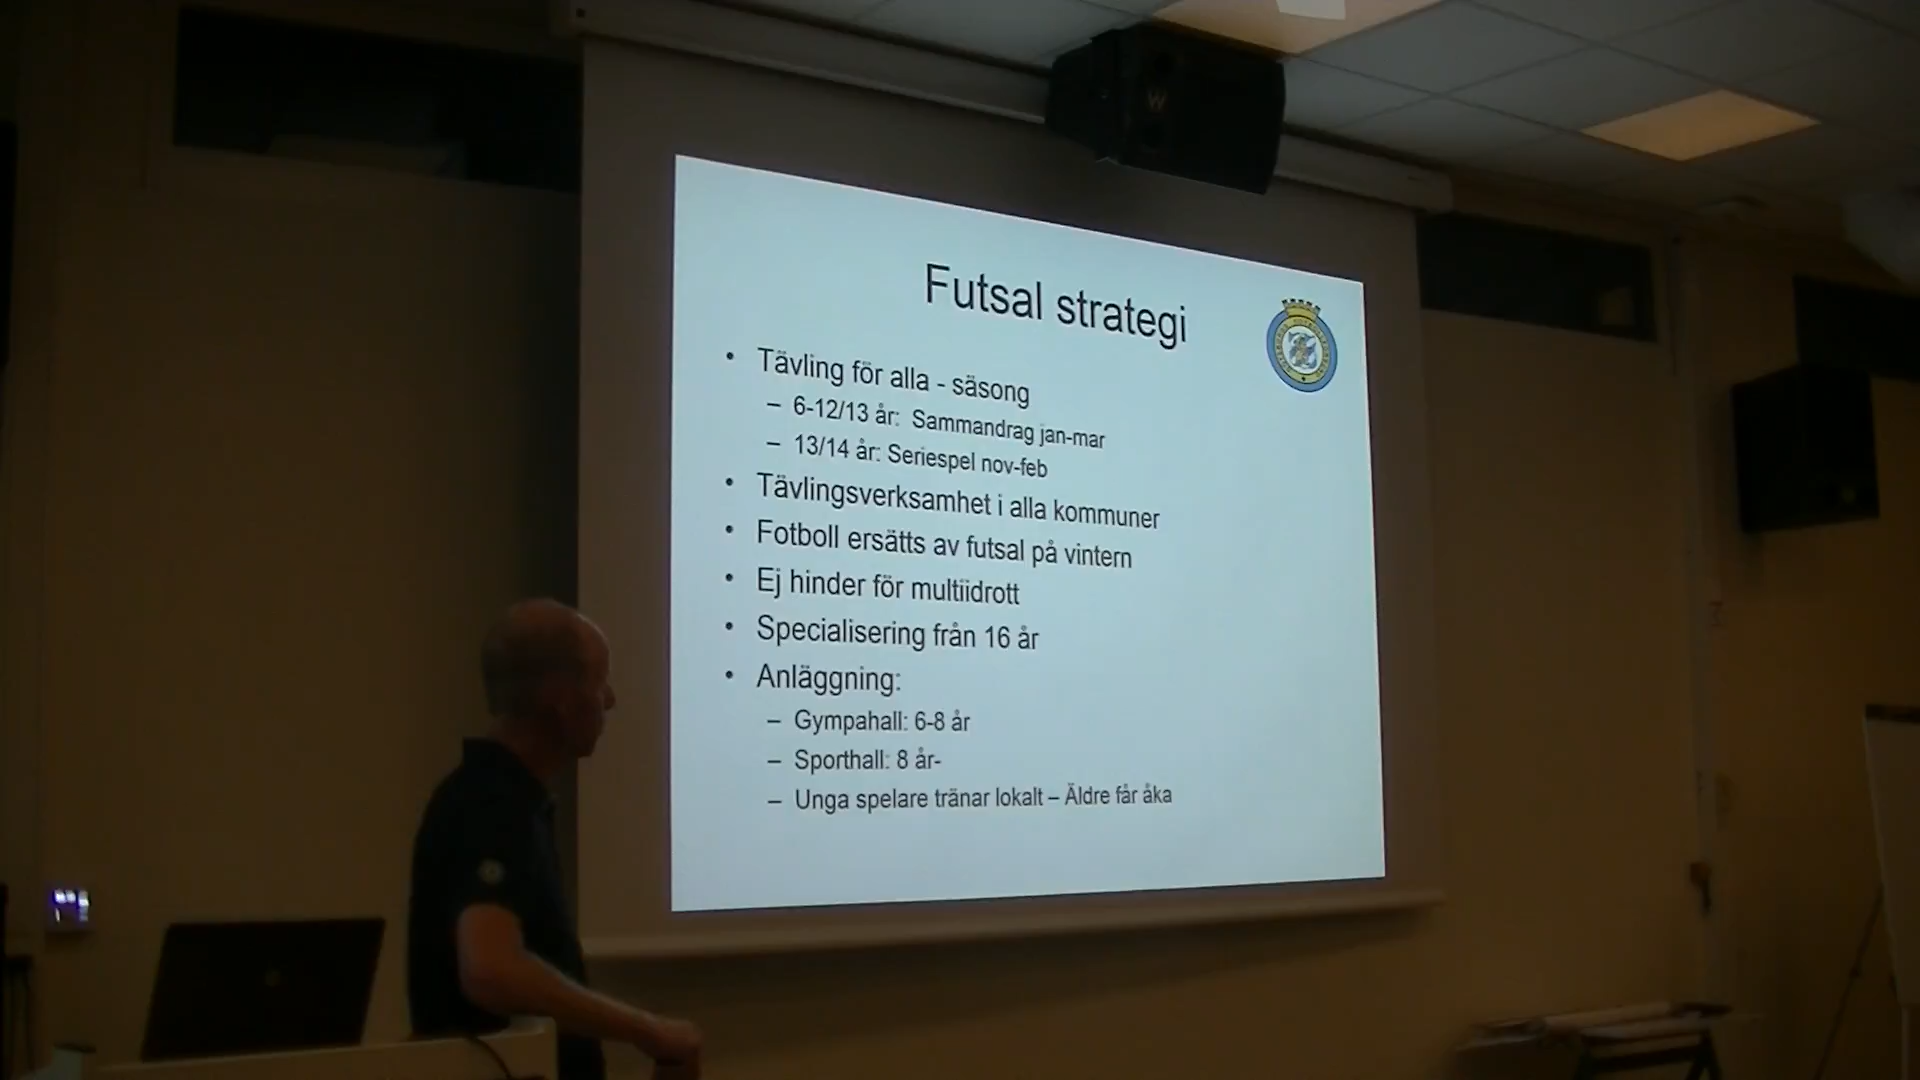 Futsal strategi
• Tävling för alla - säsong
– 6-12/13 år: Sammandrag jan-mar
– 13/14 år: Seriespel nov-feb
• Tävlingsverksamhet i alla kommuner
• Fotboll ersätts av futsal på vintern
• Ej hinder för multiidrott
• Specialisering från 16 år
• Anläggning:
– Gympahall: 6-8 år
– Sporthall: 8 år-
– Unga spelare tränar lokalt – Äldre får åka
W